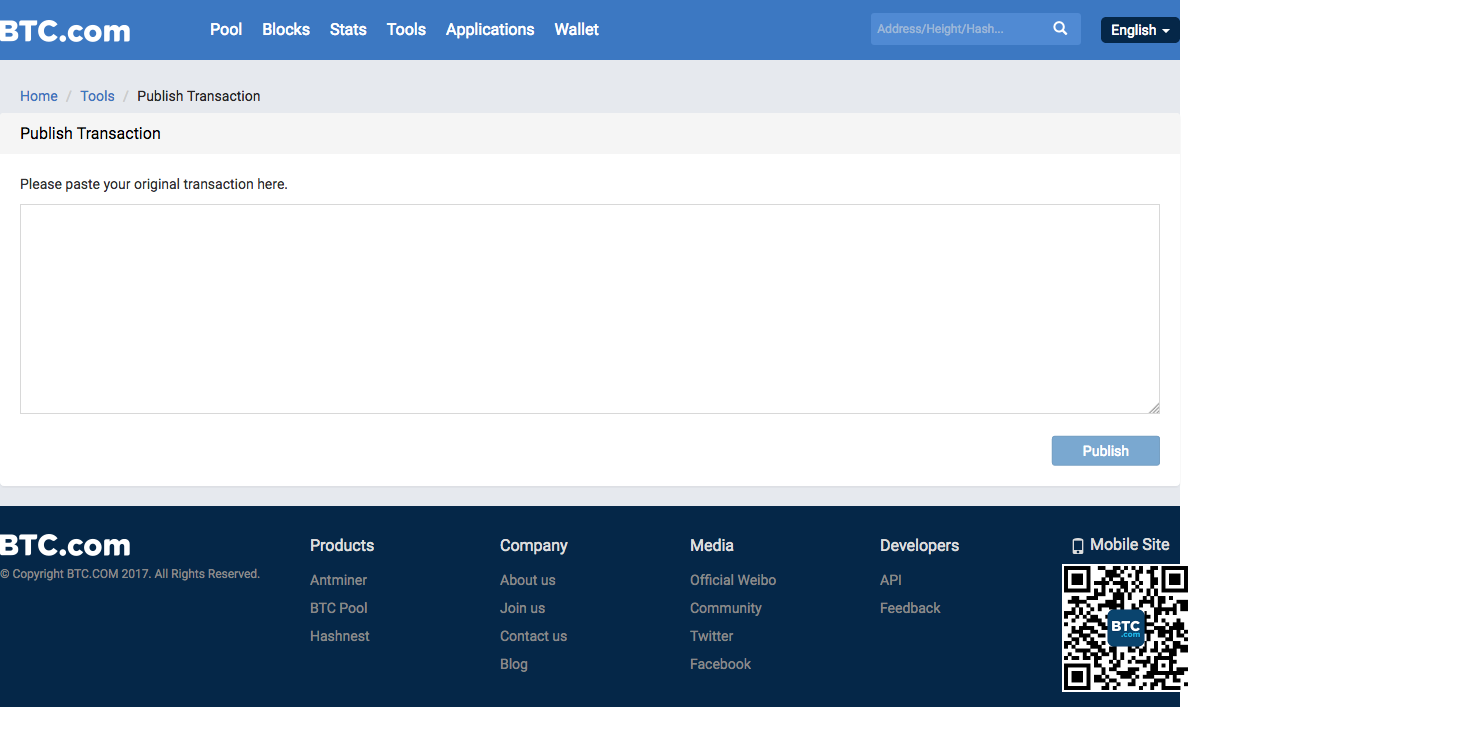 BTC.com Pool Blocks Stats Tools Applications Wallet Address/Height/Hash... English
Home / Tools / Publish Transaction
Publish Transaction
Please paste your original transaction here.
Publish
BTC.com
© Copyright BTC.COM 2017. All Rights Reserved.
Products
Antminer
BTC Pool
Hashnest
Company
About us
Join us
Contact us
Blog
Media
Official Weibo
Community
Twitter
Facebook
Developers
API
Feedback
Mobile Site
BTC
.com